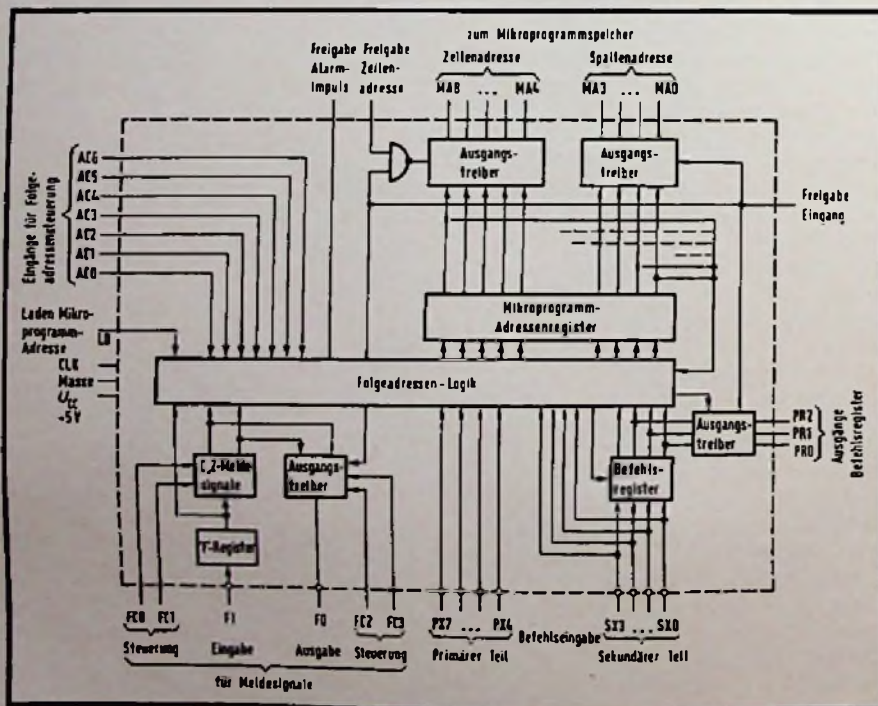 zum Mikroprogrammspeicher
Freigabe Alarm-Impuls
Freigabe Zeilen-adresse
Zeilenadresse
MA8 ... MA4
Spaltenadresse
MA3 ... MA0
Ausgangs-
treiber
Ausgangs-
treiber
Freigabe
Eingang
Eingänge für Folge-
adressensteuerung
AC6
AC5
AC4
AC3
AC2
AC1
AC0
Mikroprogramm-
Adressenregister
Laden Mikro-
programm-
Adresse
LD
CLK
Masse
UCC
+5V
Folgeadressen-Logik
C,Z-Melde-
signale
Ausgangs-
treiber
Befehls-
register
Ausgangs-
treiber
PR2
PR1
PR0
Ausgänge
Befehlsregister
"F"-Register
FC0 FC1 FI FO FC2 FC3 PX7 ... PX4 SX3 ... SX0
Steuerung Eingabe Ausgabe Steuerung
Primärer Teil
Befehlseingabe
Sekundärer Teil
für Meldesignale